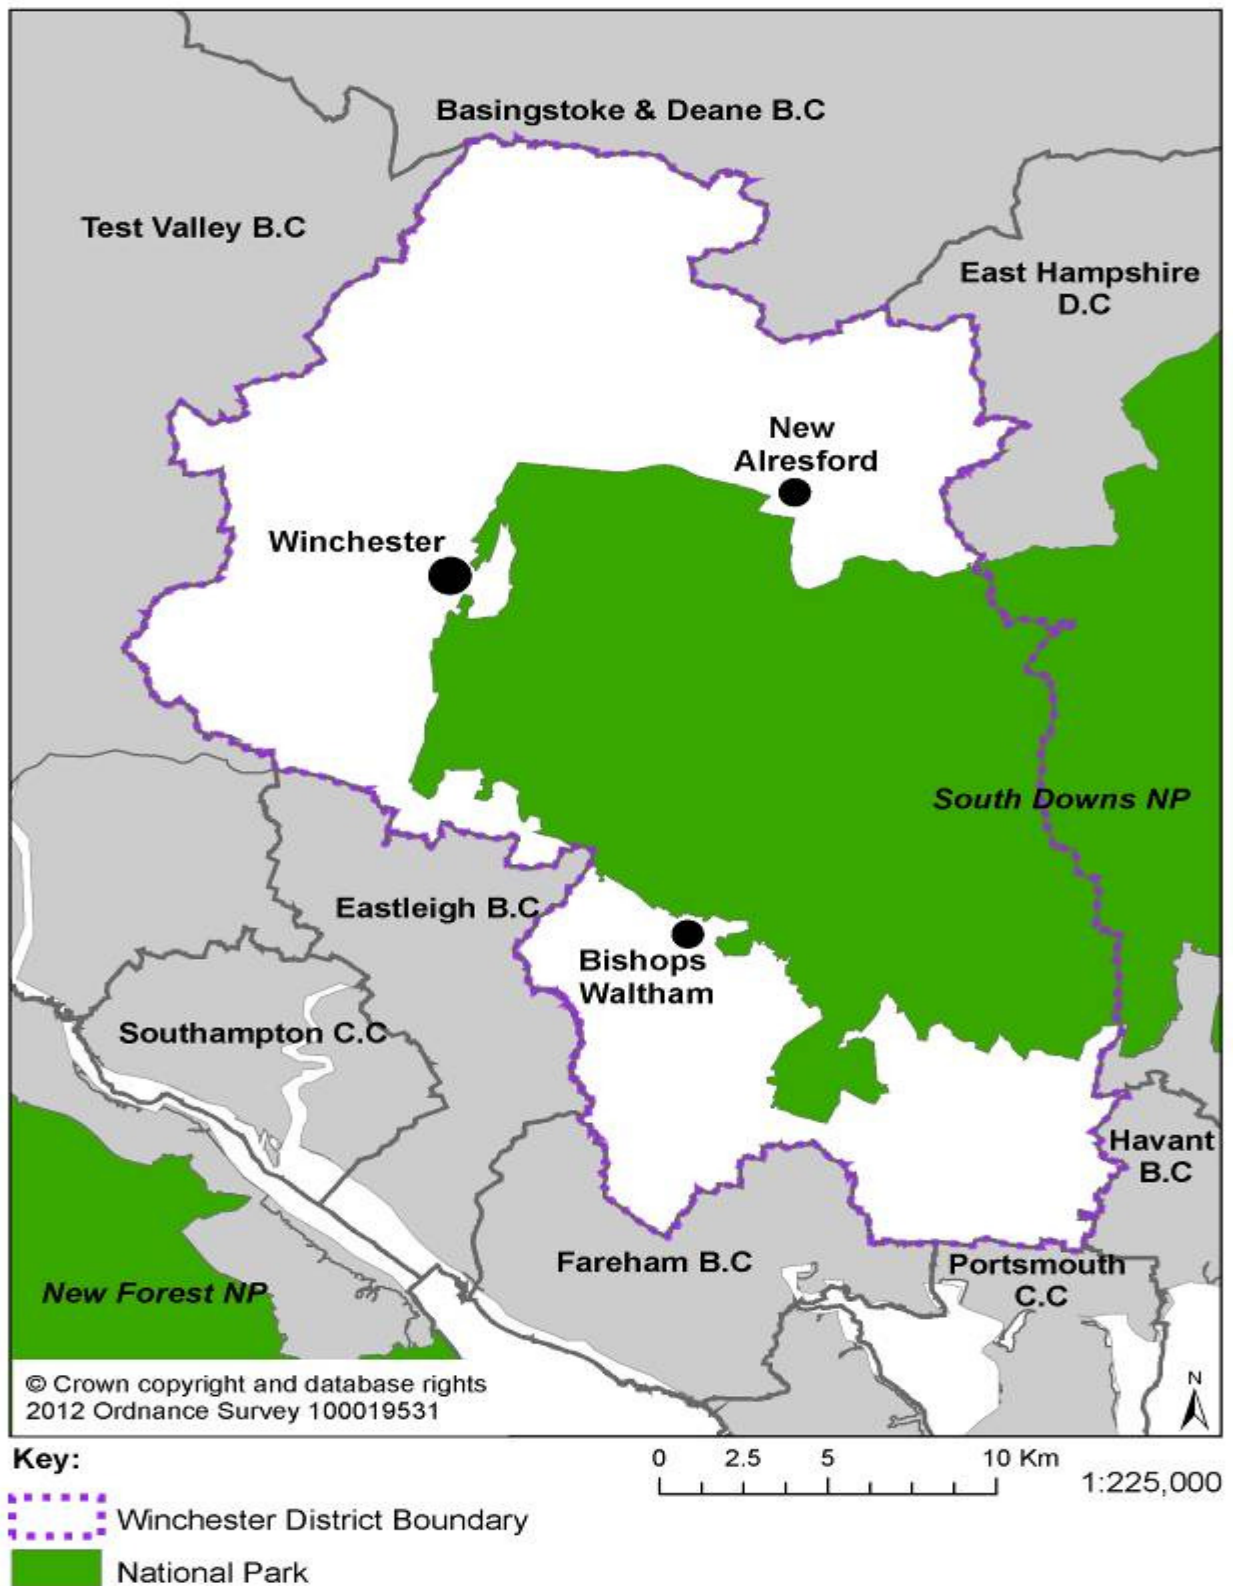 Basingstoke & Deane B.C
Test Valley B.C
East Hampshire
D.C
New
Alresford
Winchester
South Downs NP
Eastleigh B.C
Bishops
Waltham
Southampton C.C
Havant
B.C
Fareham B.C
Portsmouth
C.C
New Forest NP
© Crown copyright and database rights
2012 Ordnance Survey 100019531
N
Key:
0 2.5 5 10 Km
1:225,000
Winchester District Boundary
National Park